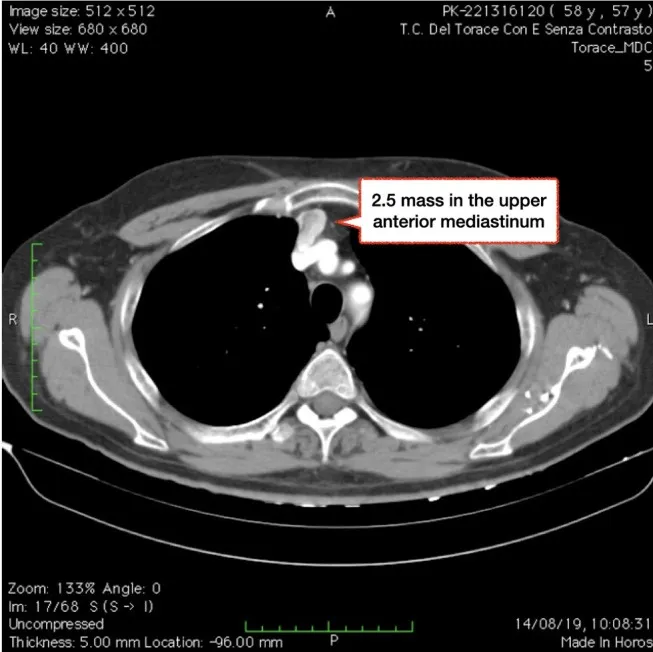 Image size: 512 x 512
View size: 680 x 680
WL: 40 WW: 400
A
PK-221316120 ( 58 y , 57 y )
T.C. Del Torace Con E Senza Contrasto
Torace_MDC
5
2.5 mass in the upper
anterior mediastinum
R
L
Zoom: 133% Angle: 0
Im: 17/68 S (S -> I)
Uncompressed
Thickness: 5.00 mm Location: -96.00 mm
P
14/08/19, 10:08:31
Made In Horos